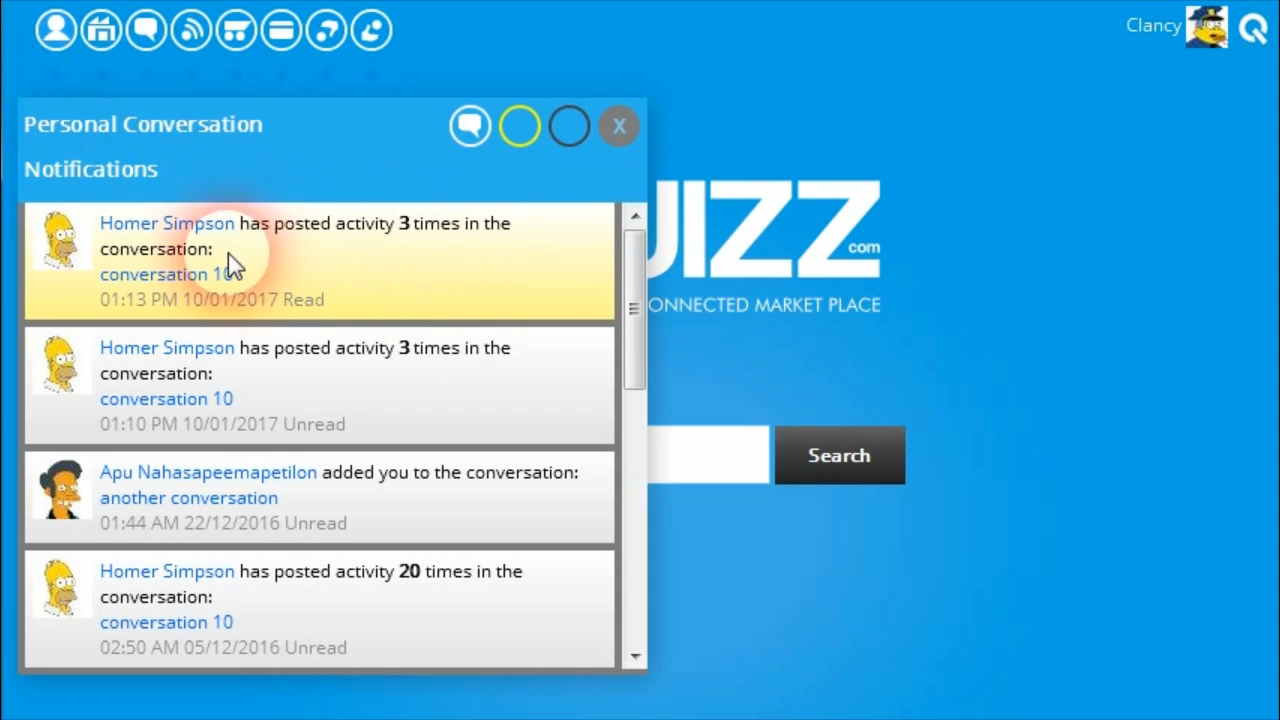 Clancy
Personal Conversation
X
Notifications
Homer Simpson has posted activity 3 times in the
conversation:
conversation 10
01:13 PM 10/01/2017 Read
Homer Simpson has posted activity 3 times in the
conversation:
conversation 10
01:10 PM 10/01/2017 Unread
Apu Nahasapeemapetilon added you to the conversation:
another conversation
01:44 AM 22/12/2016 Unread
Homer Simpson has posted activity 20 times in the
conversation:
conversation 10
02:50 AM 05/12/2016 Unread
UIZZ
.com
ONNECTED MARKET PLACE
Search